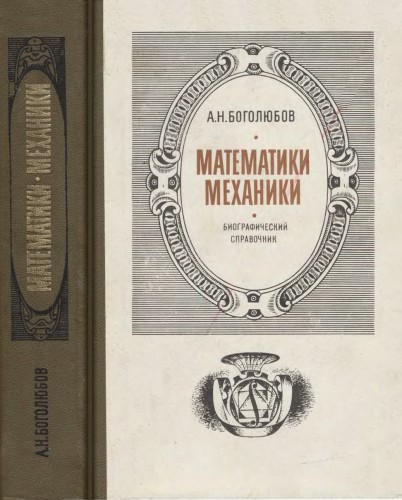 А.Н.БОГОЛЮБОВ
МАТЕМАТИКИ · МЕХАНИКИ
А.Н.БОГОЛЮБОВ
МАТЕМАТИКИ
МЕХАНИКИ
БИОГРАФИЧЕСКИЙ
СПРАВОЧНИК